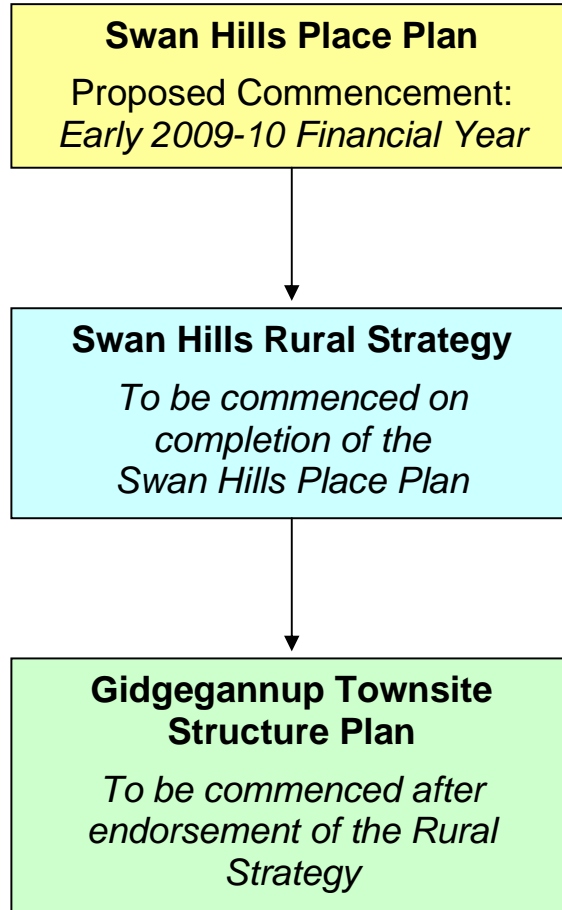 Swan Hills Place Plan
Proposed Commencement:
Early 2009-10 Financial Year
Swan Hills Rural Strategy
To be commenced on
completion of the
Swan Hills Place Plan
Gidgegannup Townsite
Structure Plan
To be commenced after
endorsement of the Rural
Strategy